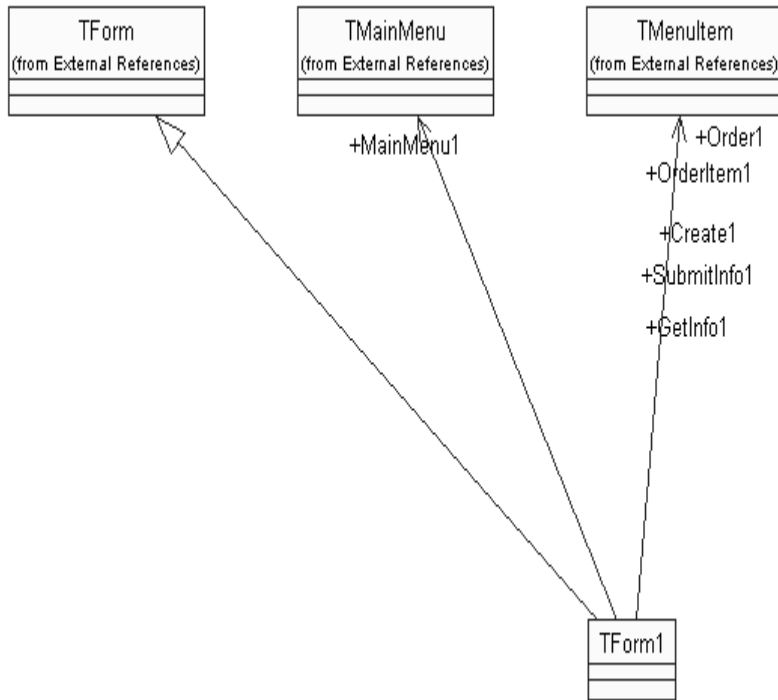 TForm
(from External References)
TMainMenu
(from External References)
TMenuItem
(from External References)
+MainMenu1
+Order1
+OrderItem1
+Create1
+SubmitInfo1
+GetInfo1
TForm1